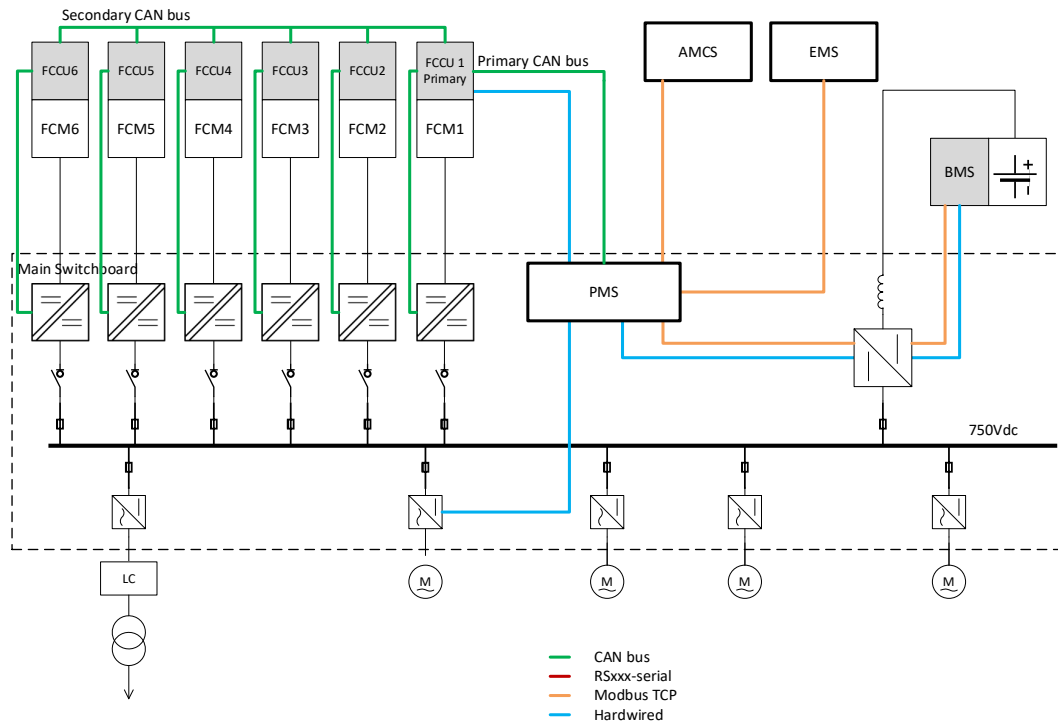 Secondary CAN bus
FCCU6
FCCU5
FCCU4
FCCU3
FCCU2
FCCU 1
Primary
Primary CAN bus
AMCS
EMS
FCM6
FCM5
FCM4
FCM3
FCM2
FCM1
BMS
+
Main Switchboard
PMS
750Vdc
LC
M
M
M
M
CAN bus
RSxxx-serial
Modbus TCP
Hardwired